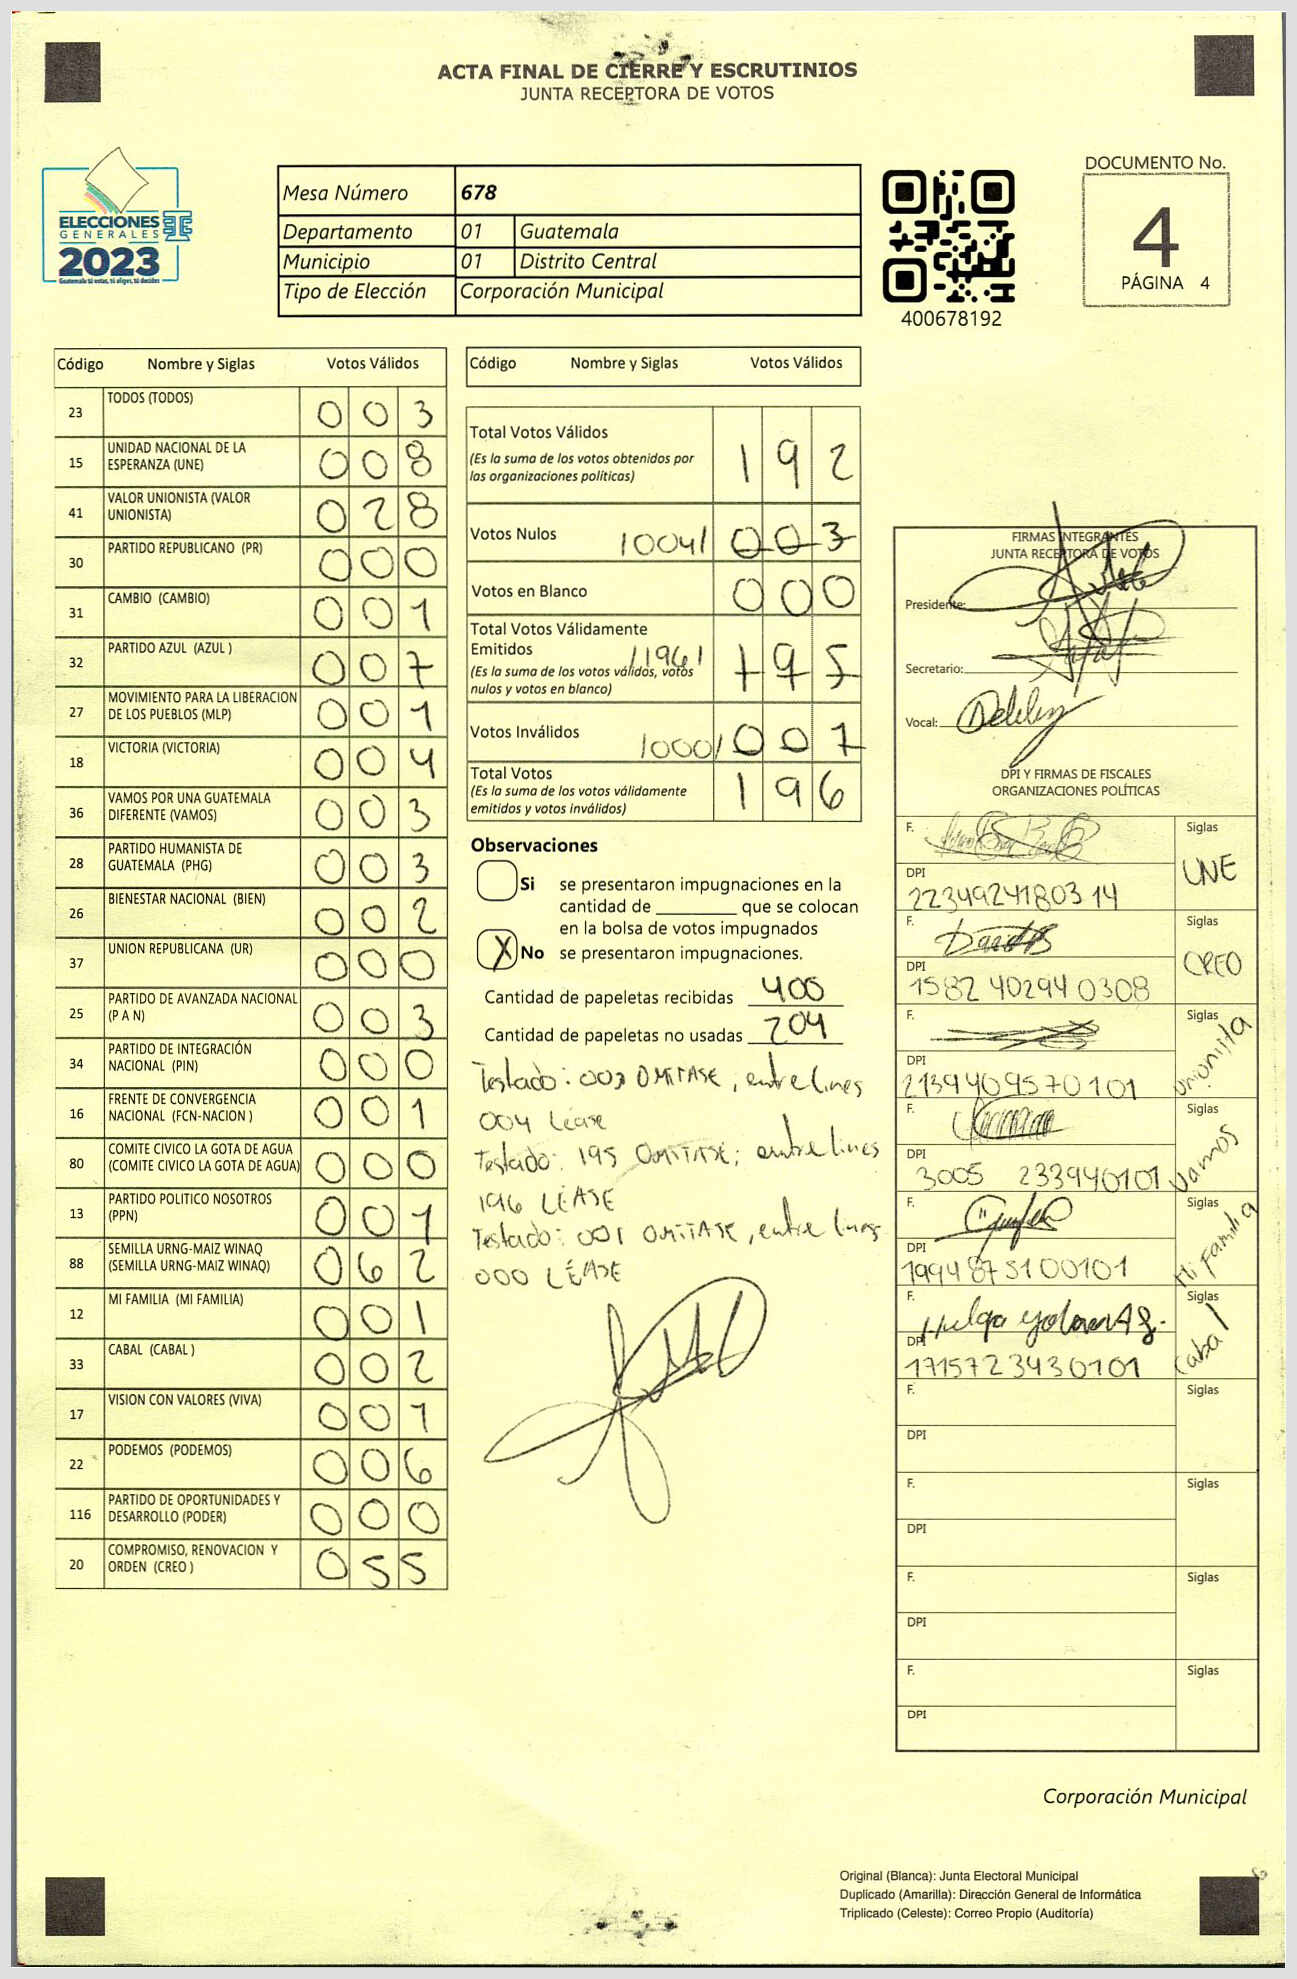 ACTA FINAL DE CIERRE Y ESCRUTINIOS
JUNTA RECEPTORA DE VOTOS
ELECCIONES
GENERALES
2023
Guatemala tú votas, tú eliges, tú decides
Mesa Número 678
Departamento 01 Guatemala
Municipio 01 Distrito Central
Tipo de Elección Corporación Municipal
400678192
DOCUMENTO No.
4
PÁGINA 4
Código Nombre y Siglas Votos Válidos
23 TODOS (TODOS) 0 0 3
15 UNIDAD NACIONAL DE LA ESPERANZA (UNE) 0 0 8
41 VALOR UNIONISTA (VALOR UNIONISTA) 0 2 8
30 PARTIDO REPUBLICANO (PR) 0 0 0
31 CAMBIO (CAMBIO) 0 0 1
32 PARTIDO AZUL (AZUL ) 0 0 7
27 MOVIMIENTO PARA LA LIBERACION DE LOS PUEBLOS (MLP) 0 0 1
18 VICTORIA (VICTORIA) 0 0 4
36 VAMOS POR UNA GUATEMALA DIFERENTE (VAMOS) 0 0 3
28 PARTIDO HUMANISTA DE GUATEMALA (PHG) 0 0 3
26 BIENESTAR NACIONAL (BIEN) 0 0 2
37 UNION REPUBLICANA (UR) 0 0 0
25 PARTIDO DE AVANZADA NACIONAL (P A N) 0 0 3
34 PARTIDO DE INTEGRACIÓN NACIONAL (PIN) 0 0 0
16 FRENTE DE CONVERGENCIA NACIONAL (FCN-NACION ) 0 0 1
80 COMITE CIVICO LA GOTA DE AGUA (COMITE CIVICO LA GOTA DE AGUA) 0 0 0
13 PARTIDO POLITICO NOSOTROS (PPN) 0 0 1
88 SEMILLA URNG-MAIZ WINAQ (SEMILLA URNG-MAIZ WINAQ) 0 6 2
12 MI FAMILIA (MI FAMILIA) 0 0 1
33 CABAL (CABAL ) 0 0 2
17 VISION CON VALORES (VIVA) 0 0 1
22 PODEMOS (PODEMOS) 0 0 6
116 PARTIDO DE OPORTUNIDADES Y DESARROLLO (PODER) 0 0 0
20 COMPROMISO, RENOVACION Y ORDEN (CREO ) 0 5 5
Código Nombre y Siglas Votos Válidos
Total Votos Válidos 1 9 2
(Es la suma de los votos obtenidos por
las organizaciones políticas)
Votos Nulos /004/ 0 0 3
Votos en Blanco 0 0 0
Total Votos Válidamente
Emitidos /196/ 1 9 5
(Es la suma de los votos válidos, votos
nulos y votos en blanco)
Votos Inválidos /000/ 0 0 1
Total Votos 1 9 6
(Es la suma de los votos válidamente
emitidos y votos inválidos)
Observaciones
Si se presentaron impugnaciones en la
cantidad de ________ que se colocan
en la bolsa de votos impugnados
X No se presentaron impugnaciones.
Cantidad de papeletas recibidas 400
Cantidad de papeletas no usadas 204
Testado: 003 OMITASE, entre lines
004 Léase
Testado: 195 OMITASE; entre lines
196 LÉASE
Testado: 001 OMITASE, entre lines
000 LÉASE
FIRMAS INTEGRANTES
JUNTA RECEPTORA DE VOTOS
Presidente:
Secretario:
Vocal:
DPI Y FIRMAS DE FISCALES
ORGANIZACIONES POLÍTICAS
F. Siglas
UNE
DPI
2234924180314
F. Siglas
CREO
DPI
1582 40294 0308
F. Siglas
Unionista
DPI
2139409570101
F. Siglas
Vamos
DPI
3005 233940101
F. Siglas
Mi Familia
DPI
1994875100101
F. Siglas
Cabal
DPI
1715723430101
F. Siglas
DPI
F. Siglas
DPI
F. Siglas
DPI
F. Siglas
DPI
Corporación Municipal
Original (Blanca): Junta Electoral Municipal
Duplicado (Amarilla): Dirección General de Informática
Triplicado (Celeste): Correo Propio (Auditoría)